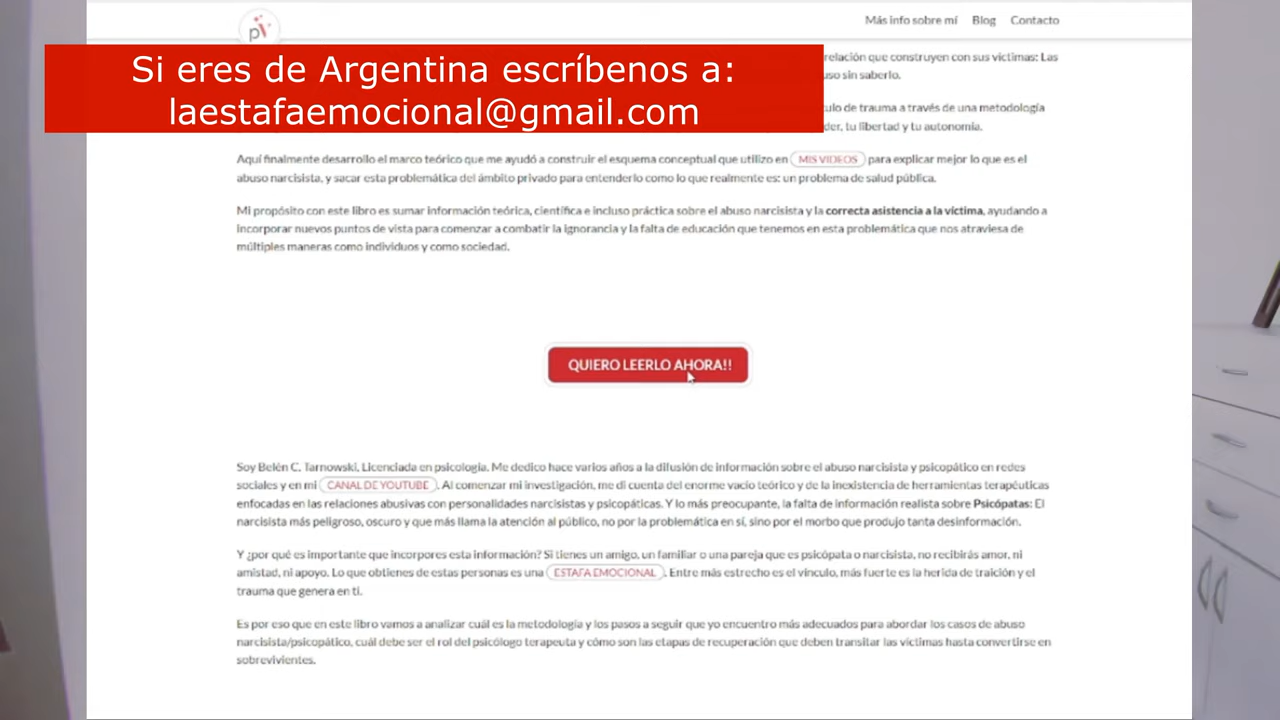 pi
Más info sobre mí Blog Contacto
Si eres de Argentina escríbenos a:
laestafaemocional@gmail.com
relación que construyen con sus víctimas: Las
uso sin saberlo.
ulo de trauma a través de una metodología
der, tu libertad y tu autonomía.
Aquí finalmente desarrollo el marco teórico que me ayudó a construir el esquema conceptual que utilizo en MIS VIDEOS para explicar mejor lo que es el
abuso narcisista, y sacar esta problemática del ámbito privado para entenderlo como lo que realmente es: un problema de salud pública.
Mi propósito con este libro es sumar información teórica, científica e incluso práctica sobre el abuso narcisista y la correcta asistencia a la víctima, ayudando a
incorporar nuevos puntos de vista para comenzar a combatir la ignorancia y la falta de educación que tenemos en esta problemática que nos atraviesa de
múltiples maneras como individuos y como sociedad.
QUIERO LEERLO AHORA!!
Soy Belén C. Tarnowski, Licenciada en psicología. Me dedico hace varios años a la difusión de información sobre el abuso narcisista y psicopático en redes
sociales y en mi CANAL DE YOUTUBE. Al comenzar mi investigación, me di cuenta del enorme vacío teórico y de la inexistencia de herramientas terapéuticas
enfocadas en las relaciones abusivas con personalidades narcisistas y psicopáticas. Y lo más preocupante, la falta de información realista sobre Psicópatas: El
narcisista más peligroso, oscuro y que más llama la atención al público, no por la problemática en sí, sino por el morbo que produjo tanta desinformación.
Y ¿por qué es importante que incorpores esta información? Si tienes un amigo, un familiar o una pareja que es psicópata o narcisista, no recibirás amor, ni
amistad, ni apoyo. Lo que obtienes de estas personas es una ESTAFA EMOCIONAL. Entre más estrecho es el vínculo, más fuerte es la herida de traición y el
trauma que genera en ti.
Es por eso que en este libro vamos a analizar cuál es la metodología y los pasos a seguir que yo encuentro más adecuados para abordar los casos de abuso
narcisista/psicopático, cuál debe ser el rol del psicólogo terapeuta y cómo son las etapas de recuperación que deben transitar las víctimas hasta convertirse en
sobrevivientes.